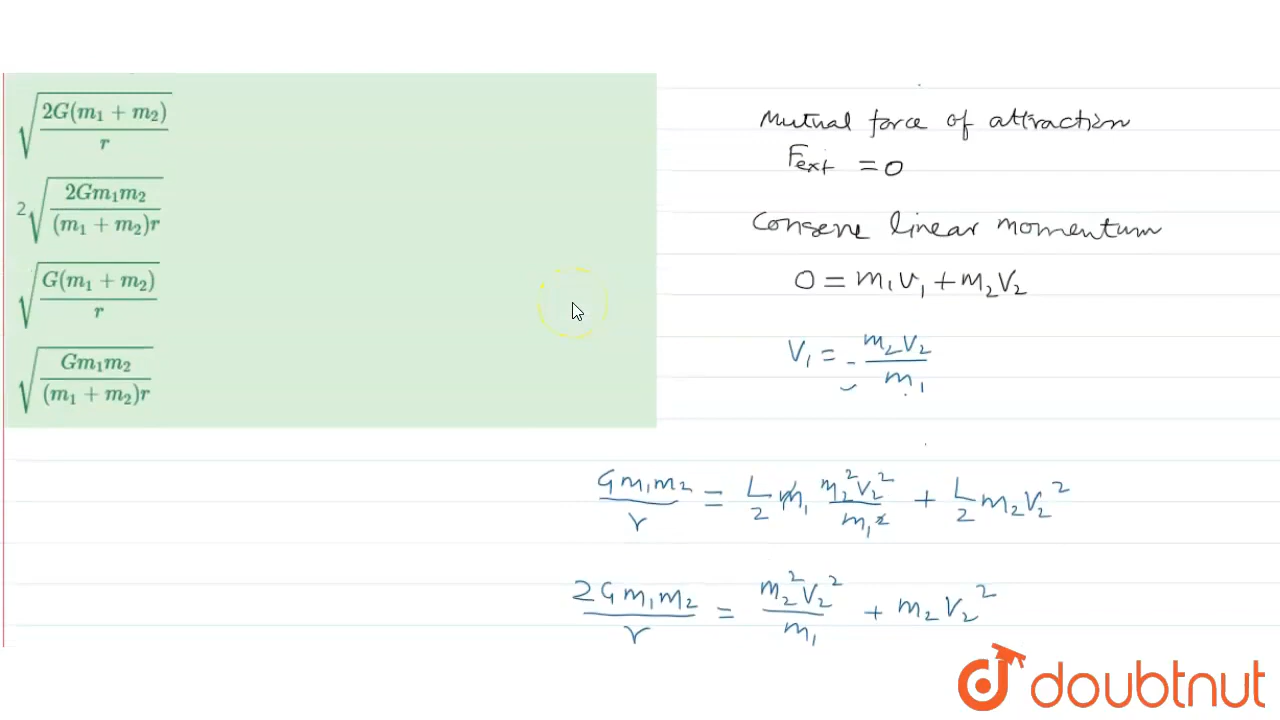 √(2G(m₁ + m₂)/r)
2√(2Gm₁m₂/((m₁ + m₂)r))
√(G(m₁ + m₂)/r)
√(Gm₁m₂/((m₁ + m₂)r))
Mutual force of attraction
Fext = 0
Conserve linear momentum
0 = m₁v₁ + m₂v₂
v₁ = - m₂v₂/m₁
Gm₁m₂/r = 1/2 m₁ m₂²v₂²/m₁² + 1/2 m₂v₂²
2Gm₁m₂/r = m₂²v₂²/m₁ + m₂v₂²
doubtnut